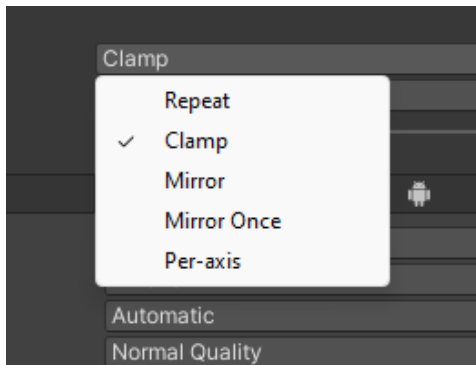 Clamp
Repeat
Clamp
Mirror
Mirror Once
Per-axis
Automatic
Normal Quality